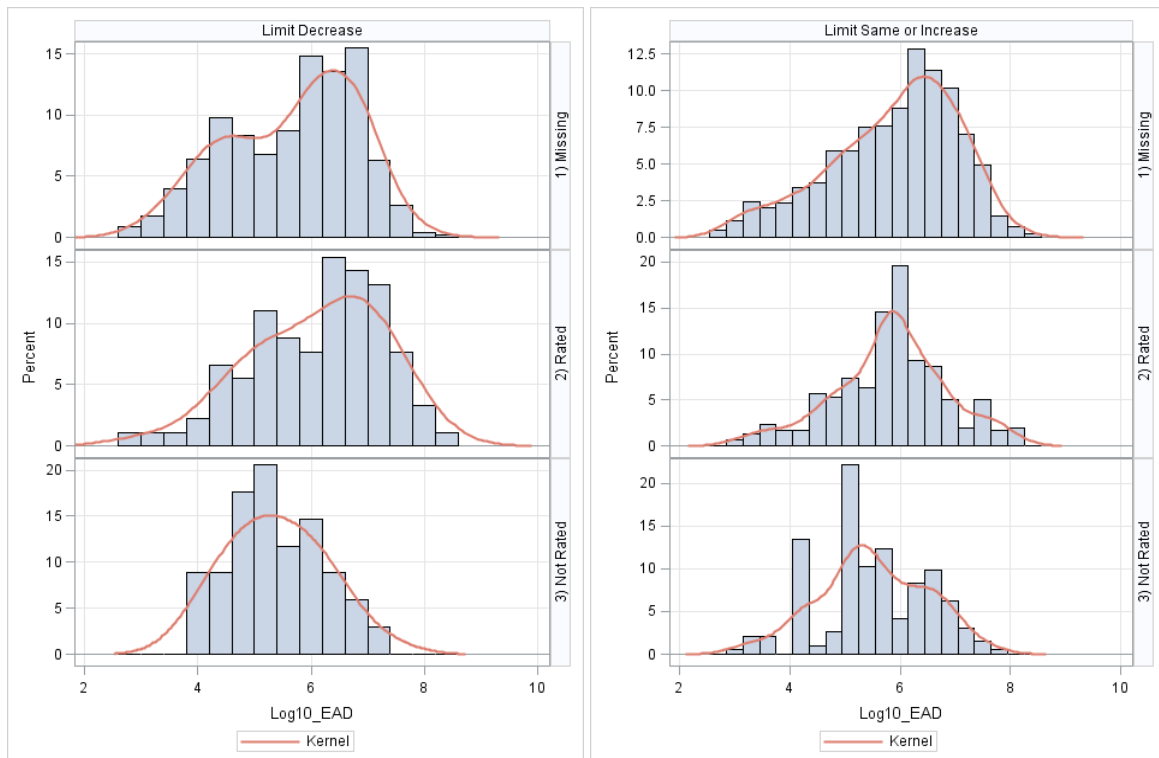 Limit Decrease
15
10
5
0
1) Missing
15
10
5
0
2) Rated
20
15
10
5
0
3) Not Rated
Percent
2 4 6 8 10
Log10_EAD
Kernel
Limit Same or Increase
12.5
10.0
7.5
5.0
2.5
0.0
1) Missing
20
15
10
5
0
2) Rated
20
15
10
5
0
3) Not Rated
Percent
2 4 6 8 10
Log10_EAD
Kernel